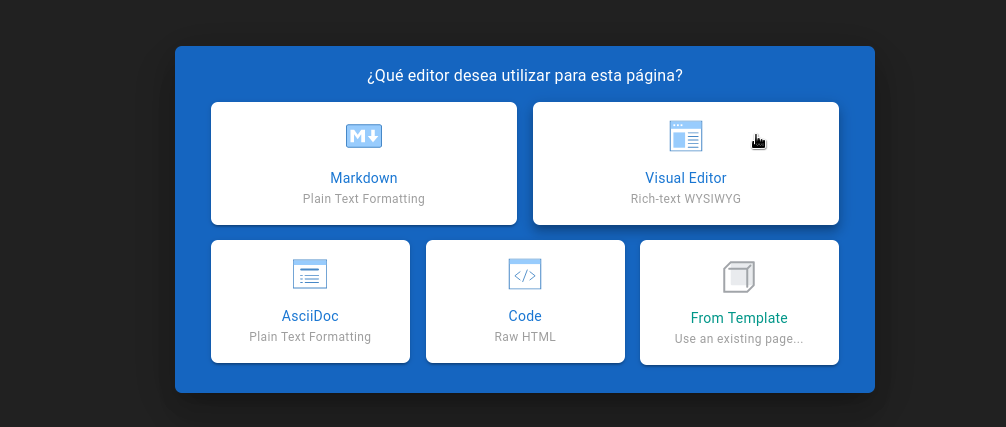 ¿Qué editor desea utilizar para esta página?
M
Markdown
Plain Text Formatting
Visual Editor
Rich-text WYSIWYG
AsciiDoc
Plain Text Formatting
</>
Code
Raw HTML
From Template
Use an existing page...